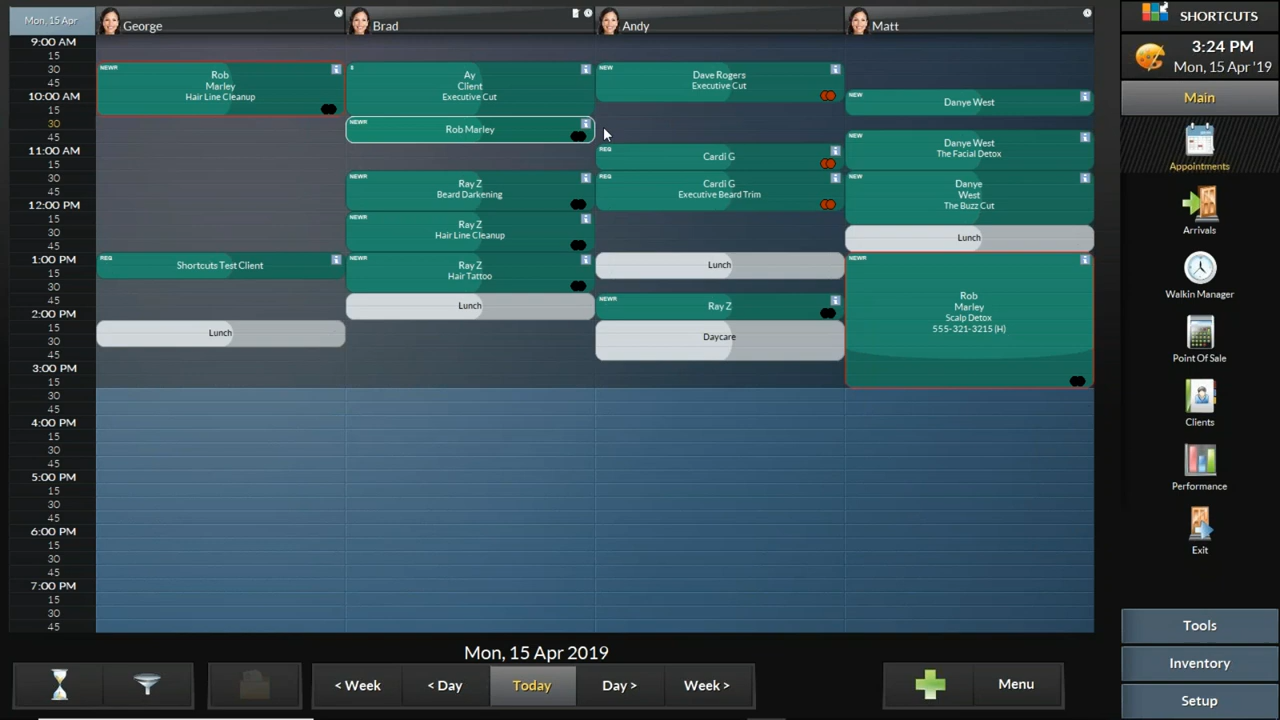 Mon, 15 Apr
George
Brad
Andy
Matt
9:00 AM
15
30
45
10:00 AM
15
30
45
11:00 AM
15
30
45
12:00 PM
15
30
45
1:00 PM
15
30
45
2:00 PM
15
30
45
3:00 PM
15
30
45
4:00 PM
15
30
45
5:00 PM
15
30
45
6:00 PM
15
30
45
7:00 PM
15
30
45
NEWR
Rob
Marley
Hair Line Cleanup
REQ
Shortcuts Test Client
Lunch
Ay
Client
Executive Cut
NEWR
Rob Marley
NEWR
Ray Z
Beard Darkening
NEWR
Ray Z
Hair Line Cleanup
NEWR
Ray Z
Hair Tattoo
Lunch
NEW
Dave Rogers
Executive Cut
REQ
Cardi G
REQ
Cardi G
Executive Beard Trim
Lunch
NEWR
Ray Z
Daycare
NEW
Danye West
NEW
Danye West
The Facial Detox
NEW
Danye
West
The Buzz Cut
Lunch
NEWR
Rob
Marley
Scalp Detox
555-321-3215 (H)
SHORTCUTS
3:24 PM
Mon, 15 Apr '19
Main
Appointments
Arrivals
Walkin Manager
Point Of Sale
Clients
Performance
Exit
Tools
Inventory
Setup
Mon, 15 Apr 2019
< Week
< Day
Today
Day >
Week >
Menu